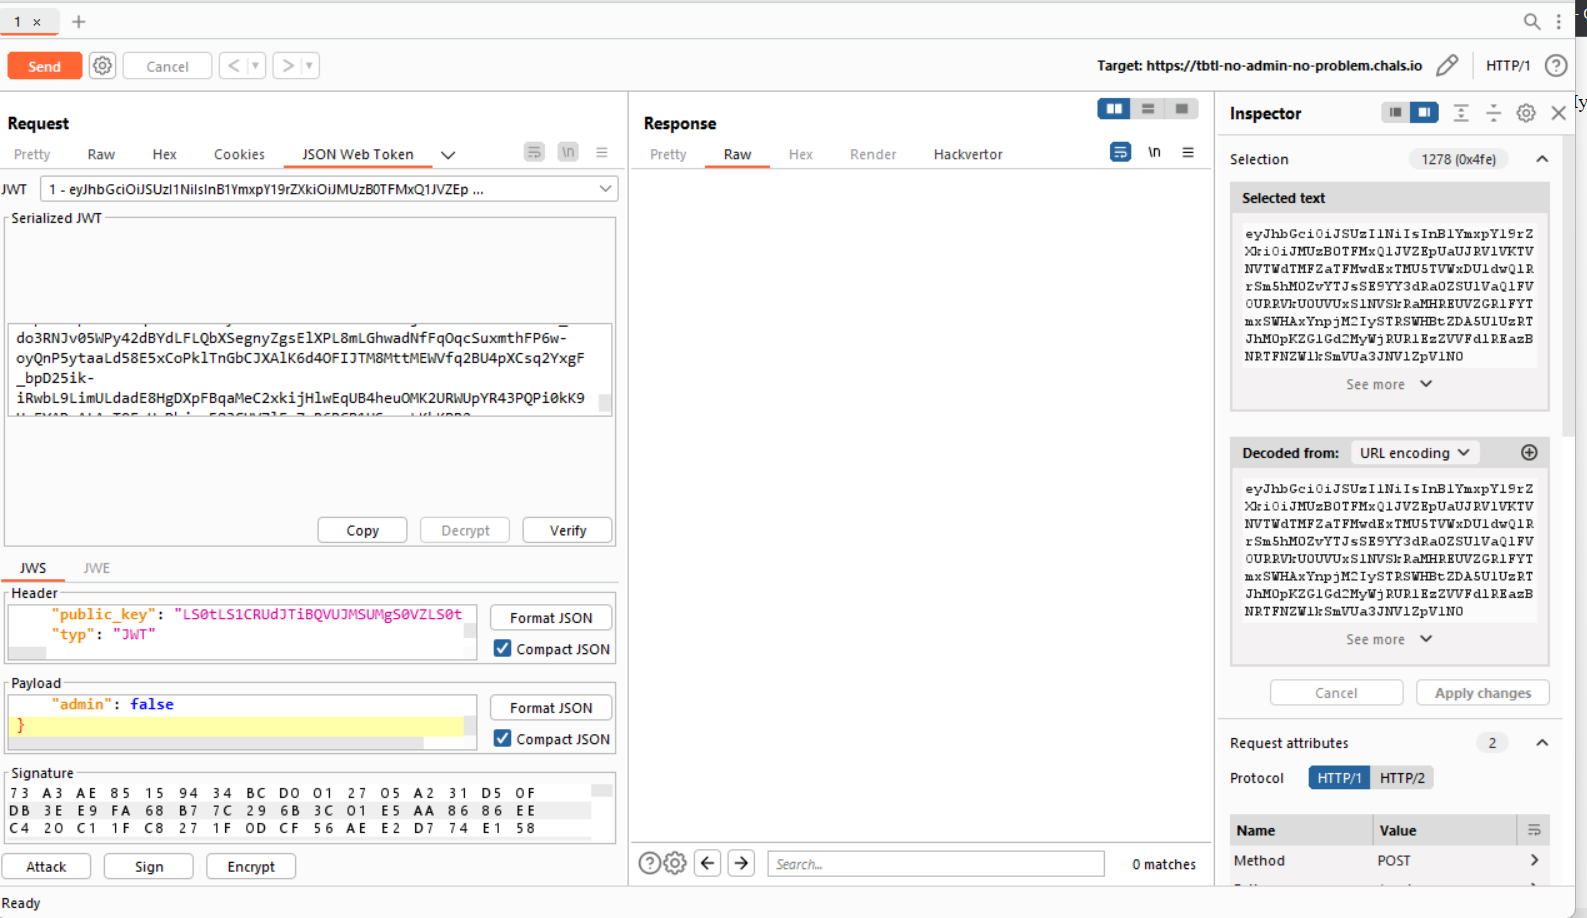 1 × +
Send Cancel < > Target: https://tbtl-no-admin-no-problem.chals.io HTTP/1 ?
Request
Pretty Raw Hex Cookies JSON Web Token \n
JWT 1 - eyJhbGciOiJSUzI1NiIsInB1YmxpY19rZXkiOiJMUzB0TFMxQ1JVZEp ...
Serialized JWT
do3RNJv05WPy42dBYdLFLQbXSegnyZgsElXPL8mLGhwadNfFqOqcSuxmthFP6w-
oyQnP5ytaaLd58E5xCoPklTnGbCJXAlK6d4OFIJTM8MttMEWVfq2BU4pXCsq2YxgF
_bpD25ik-
iRwbL9LimULdadE8HgDXpFBqaMeC2xkijHlwEqUB4heuOMK2URWUpYR43PQPi0kK9
Copy Decrypt Verify
JWS JWE
Header
"public_key": "LS0tLS1CRUdJTiBQVUJMSUMgS0VZLS0t
"typ": "JWT"
Format JSON
Compact JSON
Payload
"admin": false
}
Format JSON
Compact JSON
Signature
73 A3 AE 85 15 94 34 BC D0 01 27 05 A2 31 D5 0F
DB 3E E9 FA 68 B7 7C 29 6B 3C 01 E5 AA 86 86 EE
C4 20 C1 1F C8 27 1F 0D CF 56 AE E2 D7 74 E1 58
Attack Sign Encrypt
Ready
Response
Pretty Raw Hex Render Hackvertor \n
? Search... 0 matches
Inspector
Selection 1278 (0x4fe)
Selected text
eyJhbGciOiJSUzI1NiIsInB1YmxpY19rZ
XkiOiJMUzB0TFMxQ1JVZEpUaUJRV1VKTV
See more
Decoded from: URL encoding
eyJhbGciOiJSUzI1NiIsInB1YmxpY19rZ
XkiOiJMUzB0TFMxQ1JVZEpUaUJRV1VKTV
See more
Cancel Apply changes
Request attributes 2
Protocol HTTP/1 HTTP/2
Name Value
Method POST